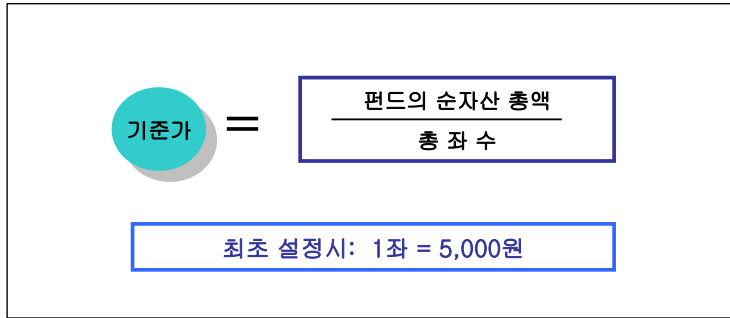 기준가 =
펀드의 순자산 총액
총 좌 수
최초 설정시: 1좌 = 5,000원